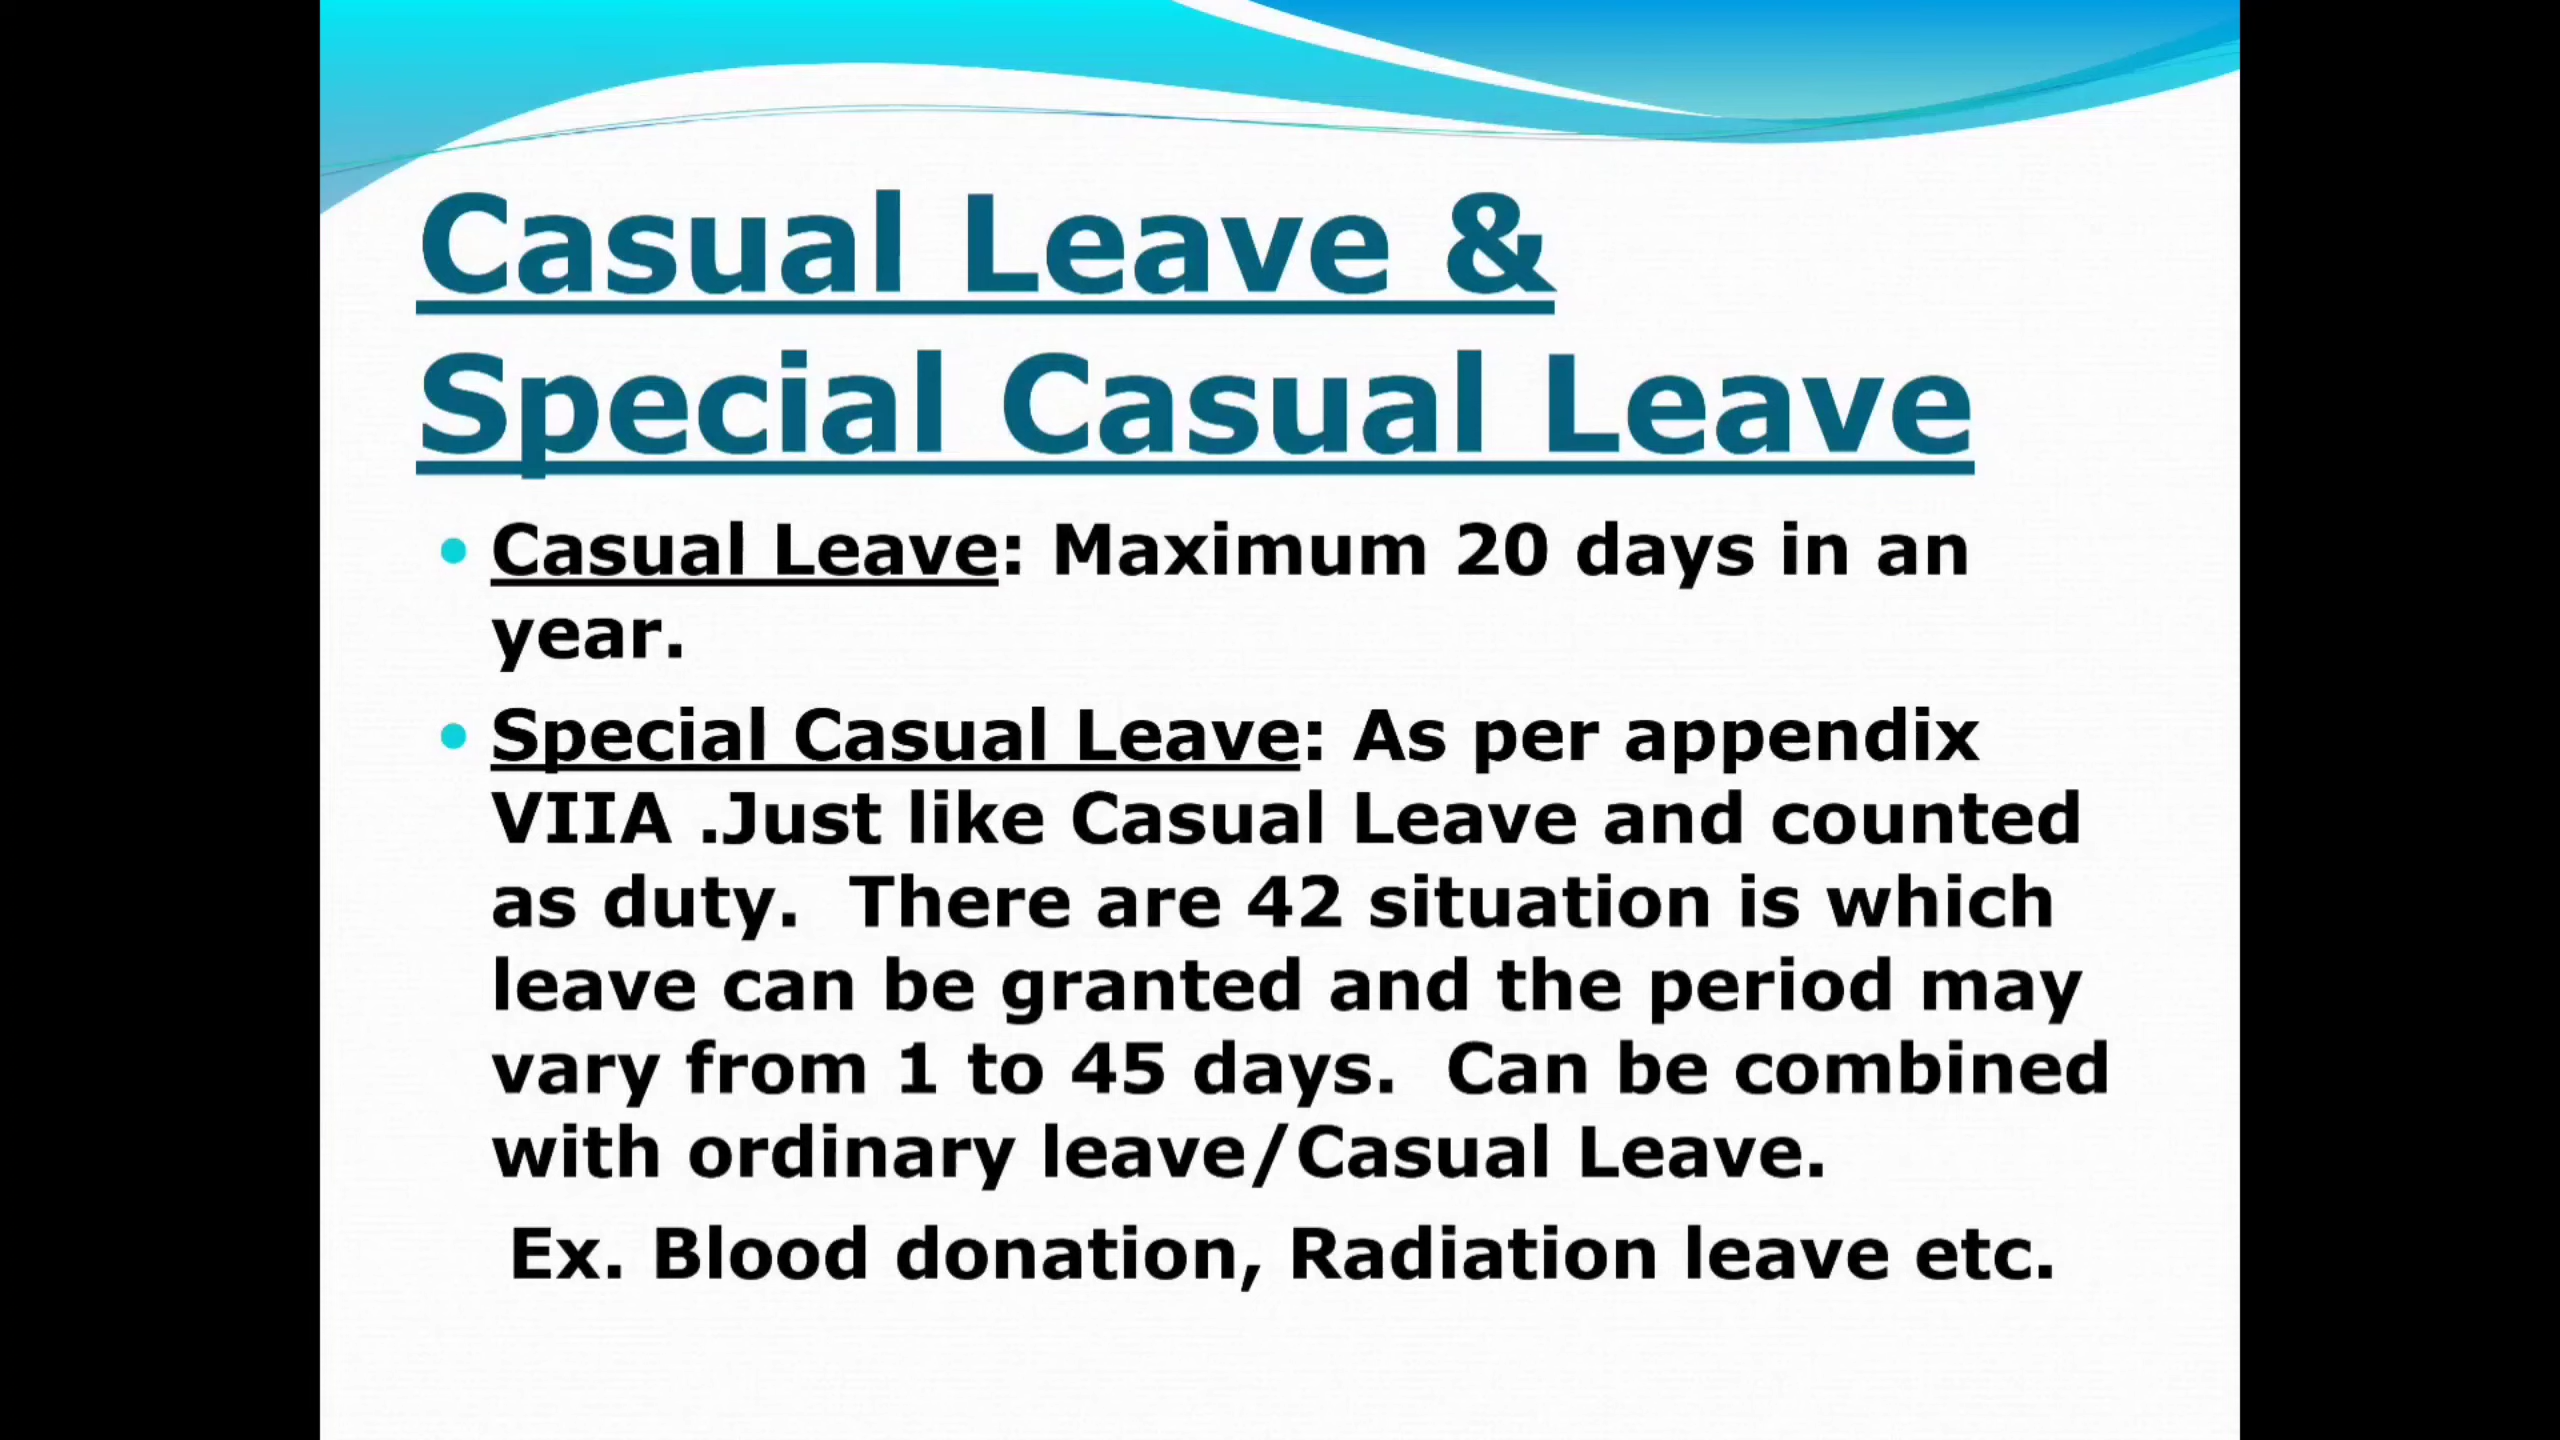 Casual Leave &
Special Casual Leave
• Casual Leave: Maximum 20 days in an
year.
• Special Casual Leave: As per appendix
VIIA .Just like Casual Leave and counted
as duty.  There are 42 situation is which
leave can be granted and the period may
vary from 1 to 45 days.  Can be combined
with ordinary leave/Casual Leave.
Ex. Blood donation, Radiation leave etc.